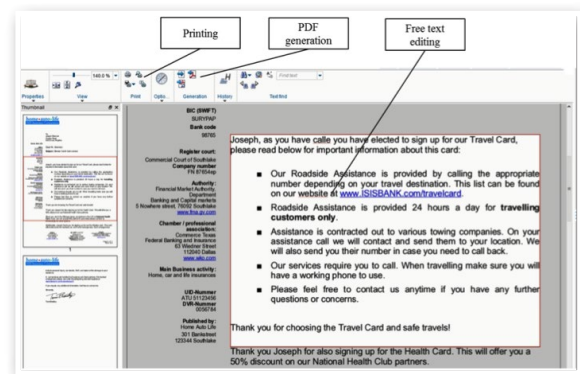 Printing
PDF
generation
Free text
editing
140.0 %
Find next
Properties
View
Print
Optio...
Generation
History
Text find
Thumbnail
BIC (SWIFT)
BURYPAP
Bank code
98765
Register court:
Commercial Court of Southlake
Company number
FN 87654xp
Authority:
Financial Market Authority,
Department
Banking and Capital markets
5 Nowhere street, 76092 Southlake
www.fma.gv.com
Chamber / professional
association:
Commerce Texas
Federal Banking and Insurance
63 Wiedner Street
112040 Dallas
www.wko.com
Main Business activity:
Home, car and life insurances
UID-Nummer
ATU 51123456
DVR-Nummer
0056784
Published by:
Home Auto Life
301 Bankstreet
123344 Southlake
Joseph, as you have calle you have elected to sign up for our Travel Card,
please read below for important information about this card:
■ Our Roadside Assistance is provided by calling the appropriate
number depending on your travel destination. This list can be found
on our website at www.ISISBANK.com/travelcard.
■ Roadside Assistance is provided 24 hours a day for travelling
customers only.
■ Assistance is contracted out to various towing companies. On your
assistance call we will contact and send them to your location. We
will also send you their number in case you need to call back.
■ Our services require you to call. When travelling make sure you will
have a working phone to use.
■ Please feel free to contact us anytime if you have any further
questions or concerns.
Thank you for choosing the Travel Card and safe travels!
Thank you Joseph for also signing up for the Health Card. This will offer you a
50% discount on our National Health Club partners.